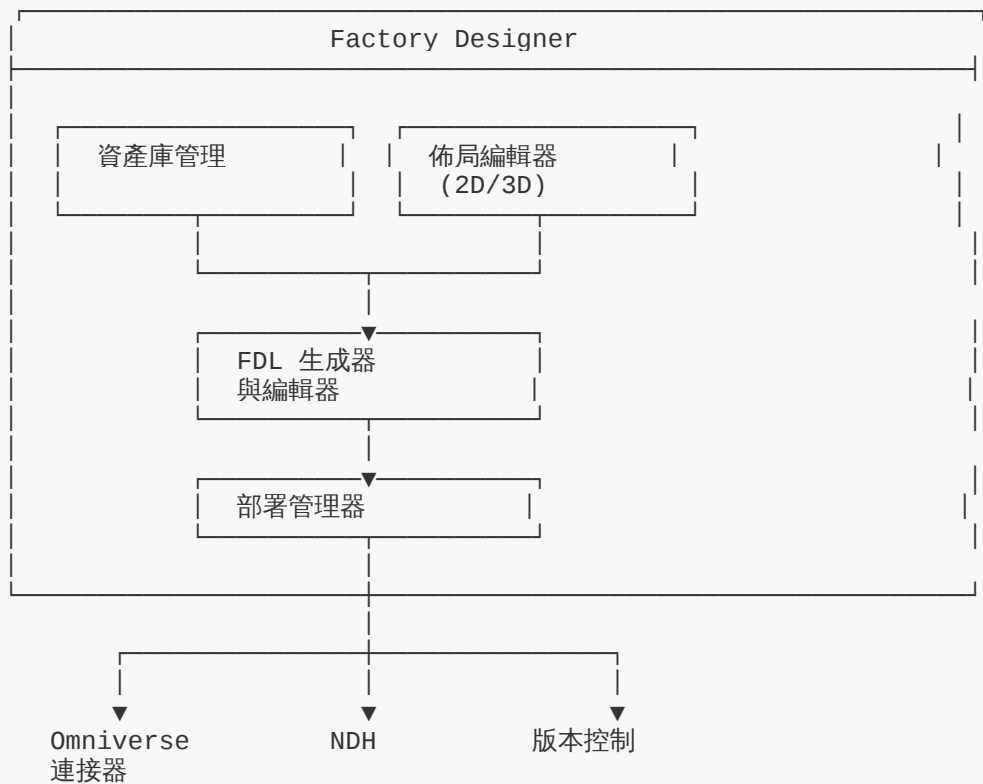 Factory Designer
資產庫管理
佈局編輯器
(2D/3D)
FDL 生成器
與編輯器
部署管理器
Omniverse
連接器
NDH
版本控制